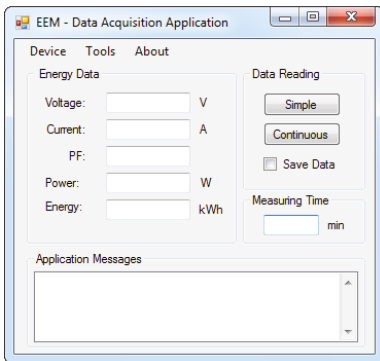 EEM - Data Acquisition Application
Device Tools About
Energy Data
Voltage: V
Current: A
PF:
Power: W
Energy: kWh
Data Reading
Simple
Continuous
Save Data
Measuring Time
min
Application Messages